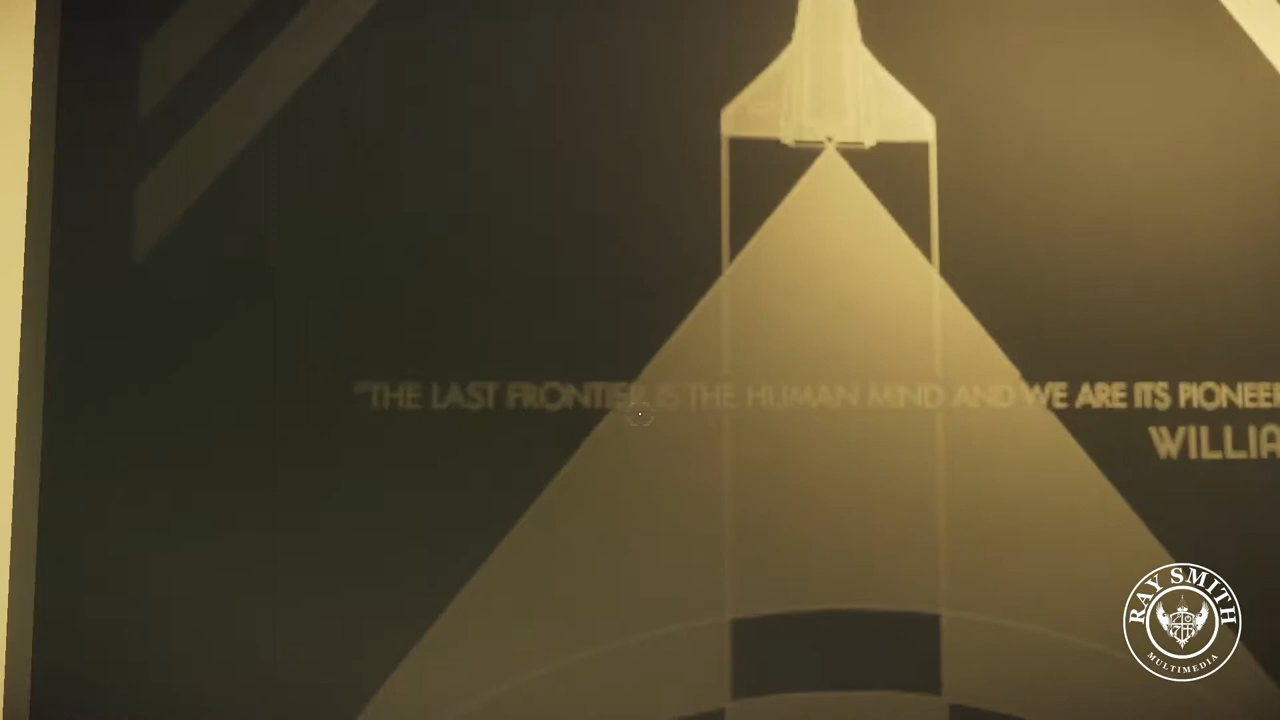 "THE LAST FRONTIER IS THE HUMAN MIND AND WE ARE ITS PIONEER
WILLIA
RAY SMITH
MULTIMEDIA